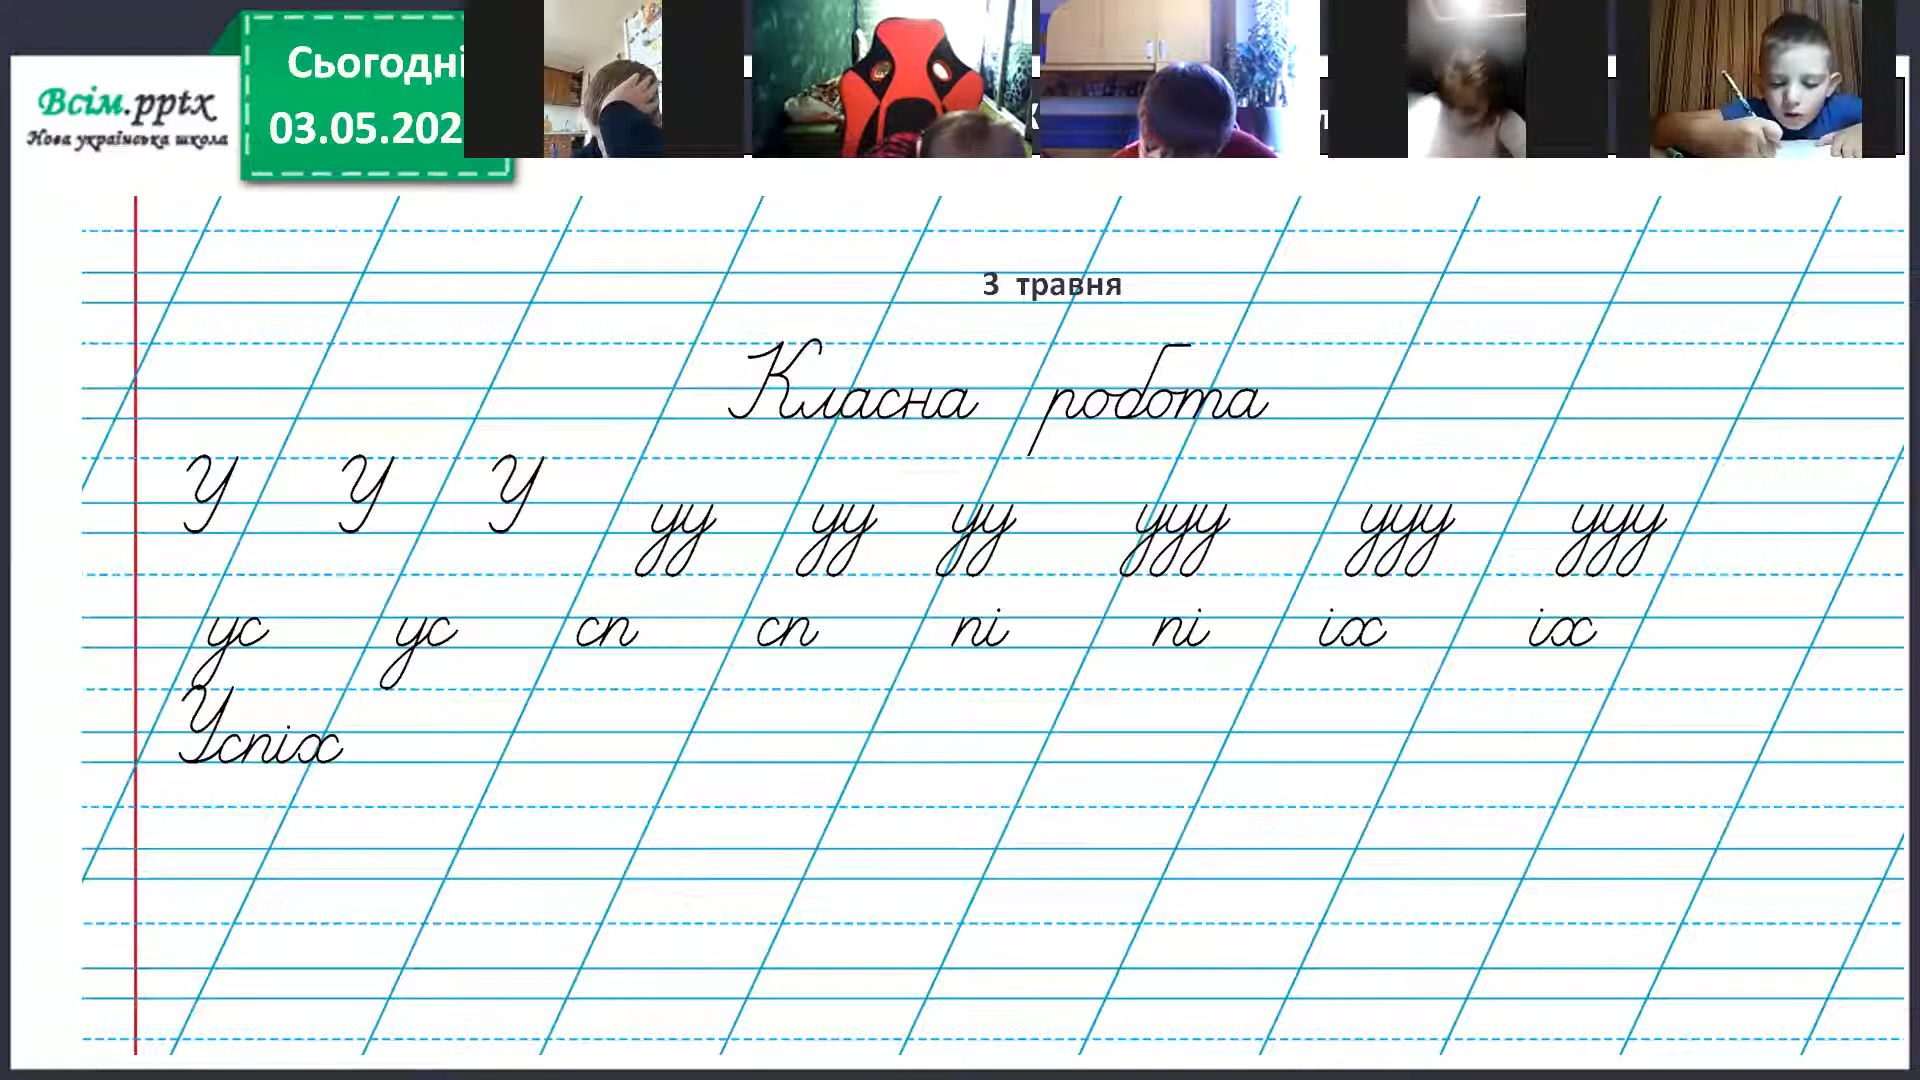 Сьогодні
03.05.202
Всім.pptx
Нова українська школа
3 травня
Класна робота
У У У уу уу уу ууу ууу ууу
ус ус сп сп пі пі іх іх
Успіх